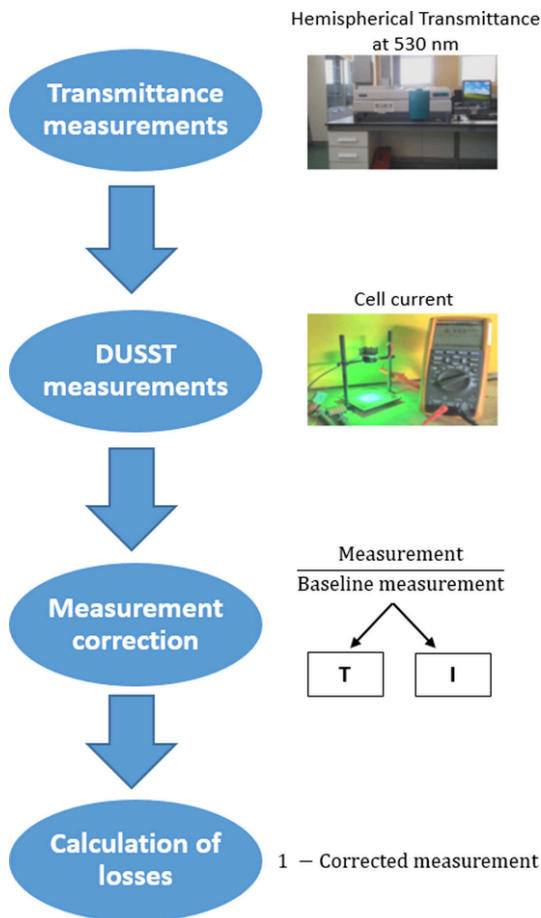 Hemispherical Transmittance
at 530 nm
Transmittance
measurements
Cell current
DUSST
measurements
Measurement
Baseline measurement
Measurement
correction
T I
Calculation of
losses
1 − Corrected measurement